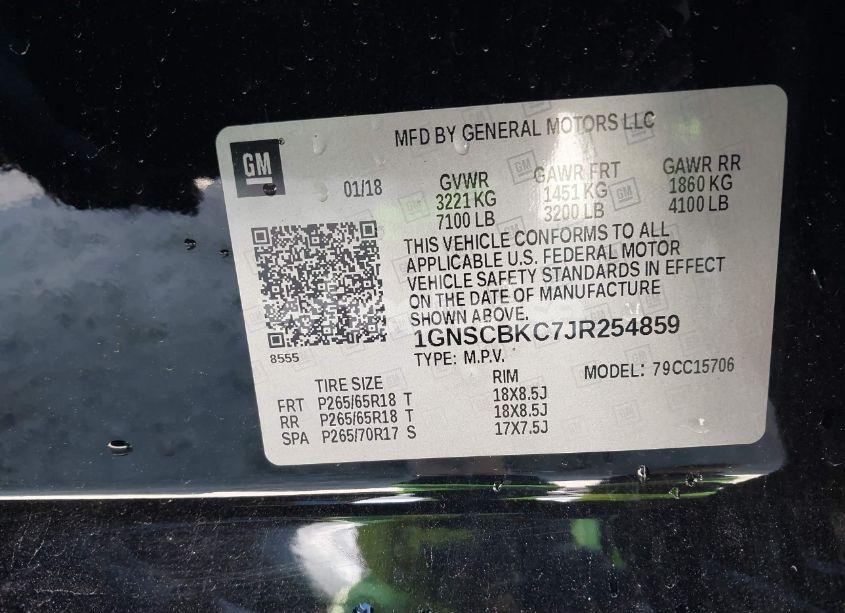 MFD BY GENERAL MOTORS LLC
GM
01/18
GVWR GAWR FRT GAWR RR
3221 KG 1451 KG 1860 KG
7100 LB 3200 LB 4100 LB
THIS VEHICLE CONFORMS TO ALL
APPLICABLE U.S. FEDERAL MOTOR
VEHICLE SAFETY STANDARDS IN EFFECT
ON THE DATE OF MANUFACTURE
SHOWN ABOVE.
1GNSCBKC7JR254859
8555
TYPE: M.P.V. MODEL: 79CC15706
TIRE SIZE RIM
FRT P265/65R18 T 18X8.5J
RR P265/65R18 T 18X8.5J
SPA P265/70R17 S 17X7.5J